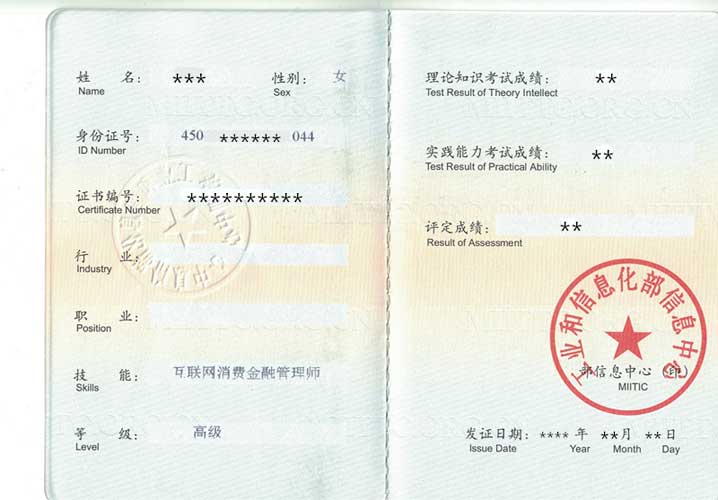 姓 名： *** 性别： 女
Name Sex
身份证号： 450 ****** 044
ID Number
证书编号： **********
Certificate Number
行 业：
Industry
职 业：
Position
技 能： 互联网消费金融管理师
Skills
等 级： 高级
Level
理论知识考试成绩： **
Test Result of Theory Intellect
实践能力考试成绩： **
Test Result of Practical Ability
评定成绩： **
Result of Assessment
工业和信息化部信息中心
部信息中心（印）
MIITIC
发证日期： **** 年 **月 **日
Issue Date Year Month Day